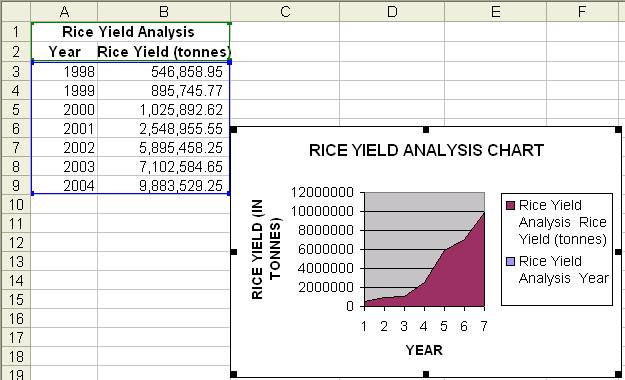 A B C D E F
1 Rice Yield Analysis
2 Year Rice Yield (tonnes)
3 1998 546,858.95
4 1999 895,745.77
5 2000 1,025,892.62
6 2001 2,548,955.55
7 2002 5,895,458.25
8 2003 7,102,584.65
9 2004 9,883,529.25
10
11
12
13
14
15
16
17
18
19
RICE YIELD ANALYSIS CHART
RICE YIELD (IN
TONNES)
12000000
10000000
8000000
6000000
4000000
2000000
0
1 2 3 4 5 6 7
YEAR
Rice Yield
Analysis Rice
Yield (tonnes)
Rice Yield
Analysis Year